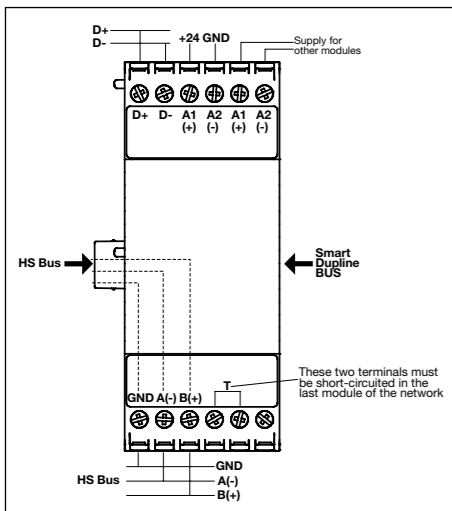 D+
D-
+24 GND
Supply for
other modules
D+ D- A1 A2 A1 A2
(+) (-) (+) (-)
HS Bus
Smart
Dupline
BUS
These two terminals must
be short-circuited in the
last module of the network
T
GND A(-) B(+)
GND
HS Bus
A(-)
B(+)